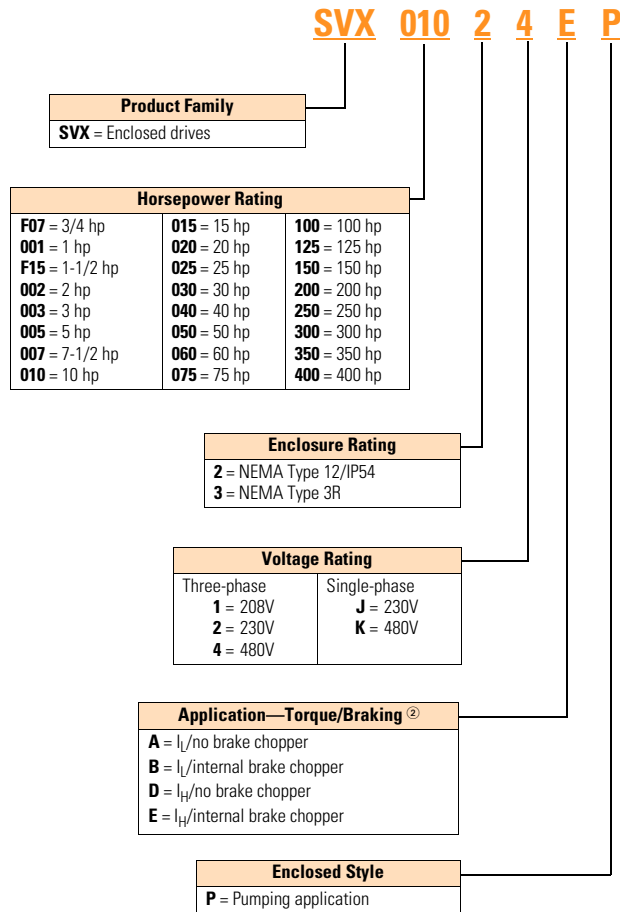 SVX 010 2 4 E P
Product Family
SVX = Enclosed drives
Horsepower Rating
F07 = 3/4 hp
001 = 1 hp
F15 = 1-1/2 hp
002 = 2 hp
003 = 3 hp
005 = 5 hp
007 = 7-1/2 hp
010 = 10 hp
015 = 15 hp
020 = 20 hp
025 = 25 hp
030 = 30 hp
040 = 40 hp
050 = 50 hp
060 = 60 hp
075 = 75 hp
100 = 100 hp
125 = 125 hp
150 = 150 hp
200 = 200 hp
250 = 250 hp
300 = 300 hp
350 = 350 hp
400 = 400 hp
Enclosure Rating
2 = NEMA Type 12/IP54
3 = NEMA Type 3R
Voltage Rating
Three-phase
1 = 208V
2 = 230V
4 = 480V
Single-phase
J = 230V
K = 480V
Application—Torque/Braking ②
A = IL/no brake chopper
B = IL/internal brake chopper
D = IH/no brake chopper
E = IH/internal brake chopper
Enclosed Style
P = Pumping application